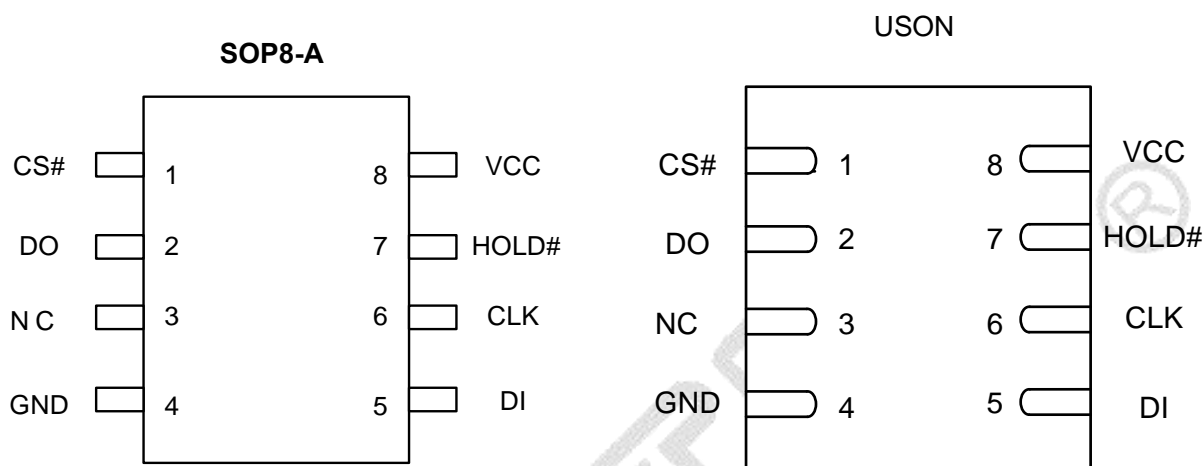 SOP8-A
CS# 1 8 VCC
DO 2 7 HOLD#
N C 3 6 CLK
GND 4 5 DI
USON
CS# 1 8 VCC
DO 2 7 HOLD#
NC 3 6 CLK
GND 4 5 DI
®